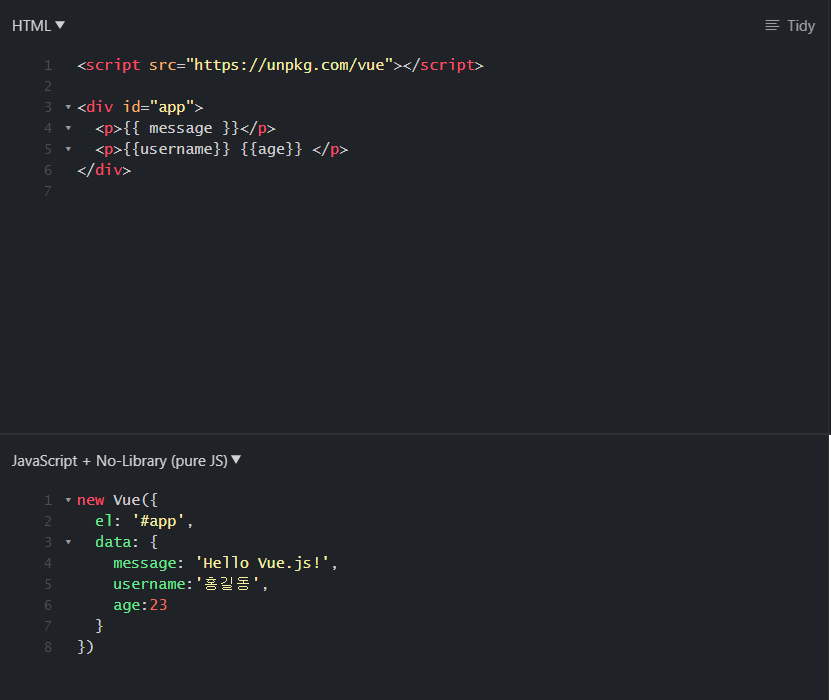 HTML▼ Tidy
1 <script src="https://unpkg.com/vue"></script>
2
3 <div id="app">
4   <p>{{ message }}</p>
5   <p>{{username}} {{age}} </p>
6 </div>
7
JavaScript + No-Library (pure JS)▼
1 new Vue({
2   el: '#app',
3   data: {
4     message: 'Hello Vue.js!',
5     username:'홍길동',
6     age:23
7   }
8 })